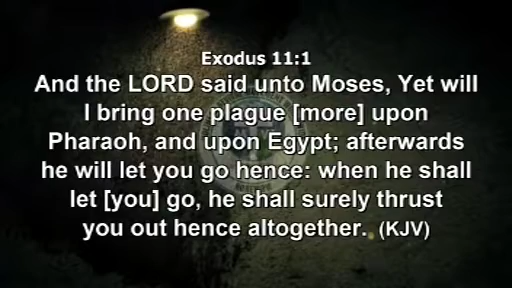 Exodus 11:1
And the LORD said unto Moses, Yet will
I bring one plague [more] upon
Pharaoh, and upon Egypt; afterwards
he will let you go hence: when he shall
let [you] go, he shall surely thrust
you out hence altogether. (KJV)